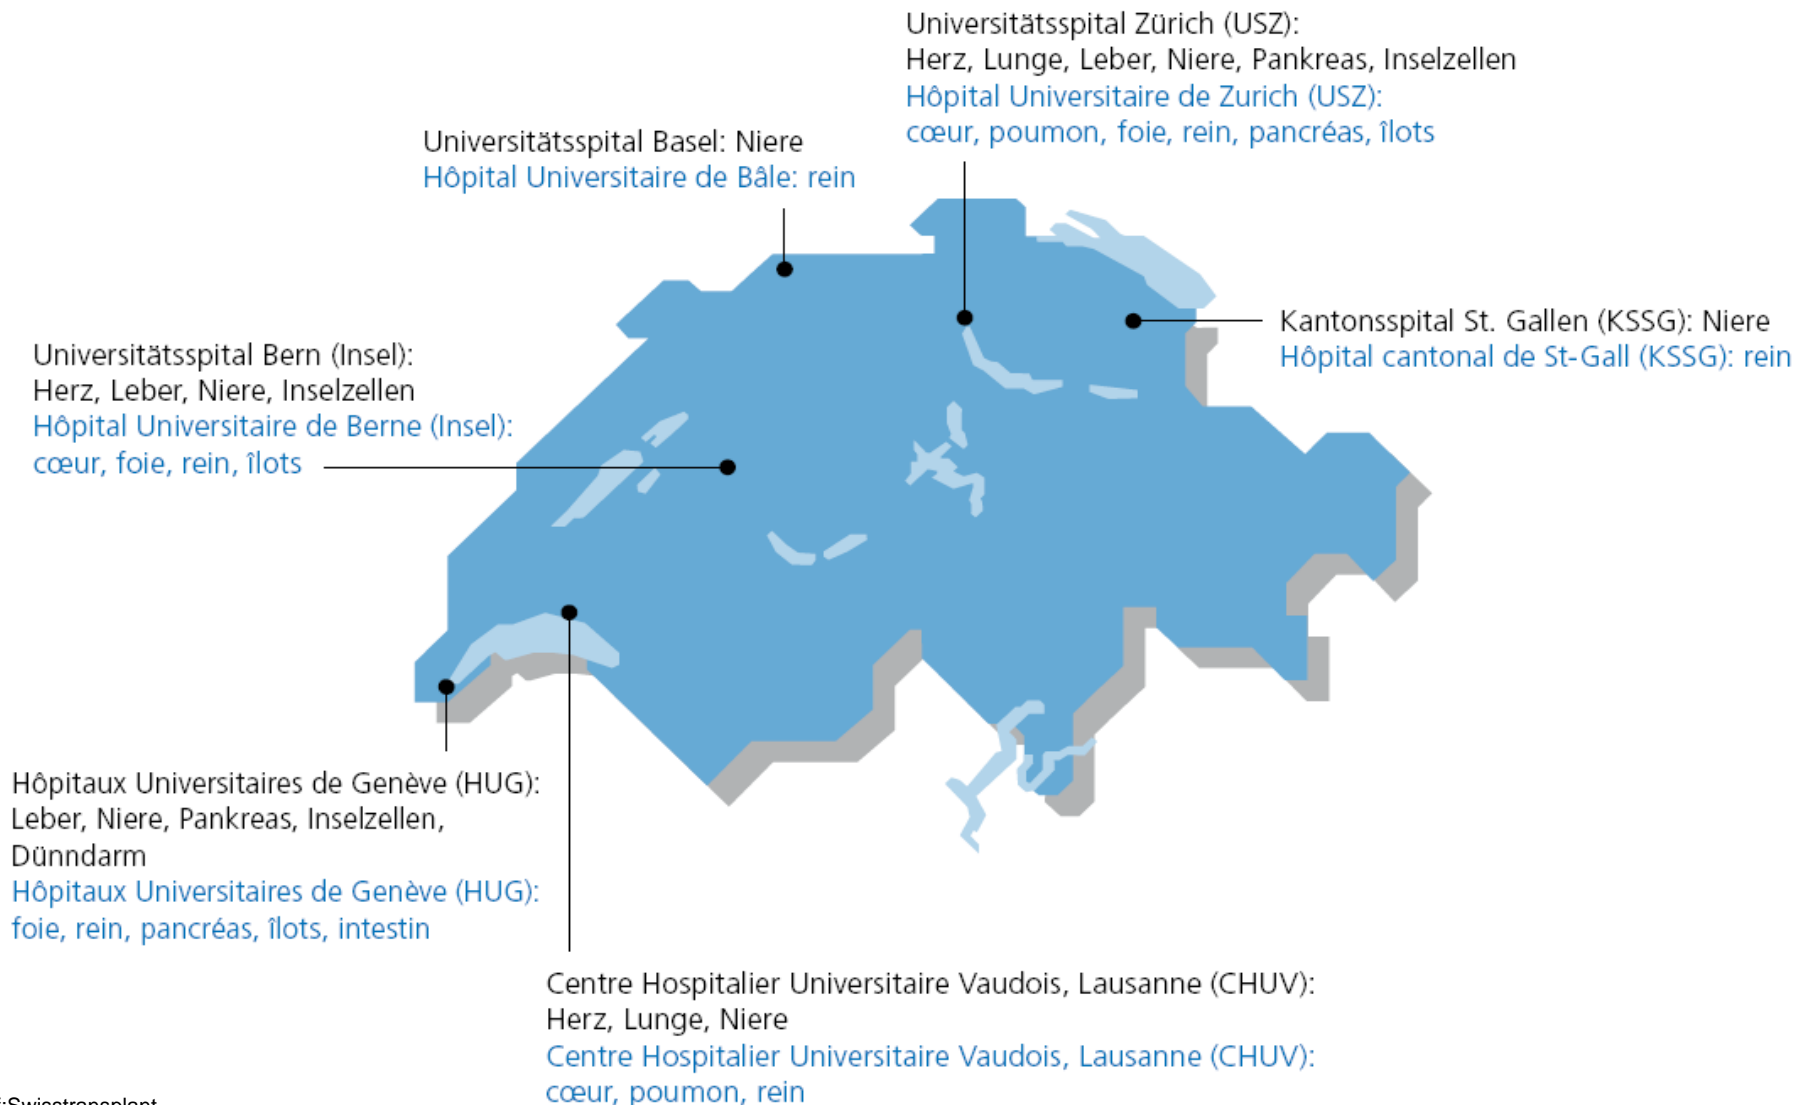 Universitätsspital Zürich (USZ):
Herz, Lunge, Leber, Niere, Pankreas, Inselzellen
Hôpital Universitaire de Zurich (USZ):
cœur, poumon, foie, rein, pancréas, îlots
Universitätsspital Basel: Niere
Hôpital Universitaire de Bâle: rein
Kantonsspital St. Gallen (KSSG): Niere
Hôpital cantonal de St-Gall (KSSG): rein
Universitätsspital Bern (Insel):
Herz, Leber, Niere, Inselzellen
Hôpital Universitaire de Berne (Insel):
cœur, foie, rein, îlots
Hôpitaux Universitaires de Genève (HUG):
Leber, Niere, Pankreas, Inselzellen,
Dünndarm
Hôpitaux Universitaires de Genève (HUG):
foie, rein, pancréas, îlots, intestin
Centre Hospitalier Universitaire Vaudois, Lausanne (CHUV):
Herz, Lunge, Niere
Centre Hospitalier Universitaire Vaudois, Lausanne (CHUV):
cœur, poumon, rein
:Swisstransplant